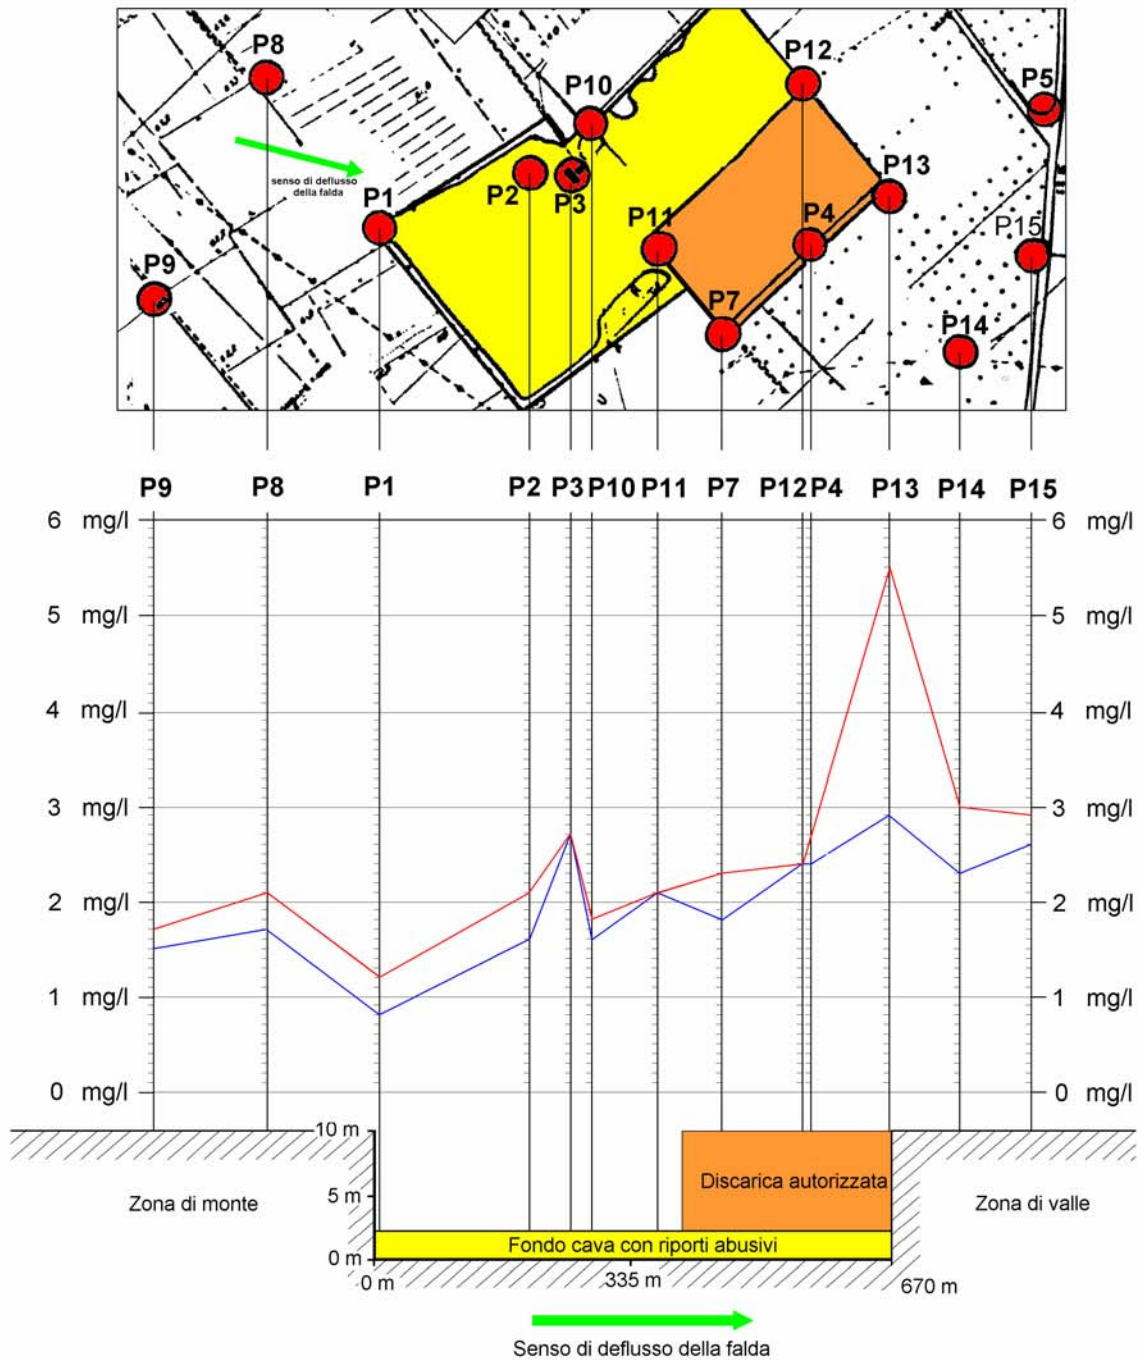 P8
P12
P5
P10
senso di deflusso
della falda
P2
P3
P13
P1
P11
P4
P15
P9
P7
P14
P9 P8 P1 P2 P3 P10 P11 P7 P12 P4 P13 P14 P15
6 mg/l 6 mg/l
5 mg/l 5 mg/l
4 mg/l 4 mg/l
3 mg/l 3 mg/l
2 mg/l 2 mg/l
1 mg/l 1 mg/l
0 mg/l 0 mg/l
10 m
Zona di monte
5 m
Discarica autorizzata
Zona di valle
Fondo cava con riporti abusivi
0 m
0 m 335 m 670 m
Senso di deflusso della falda